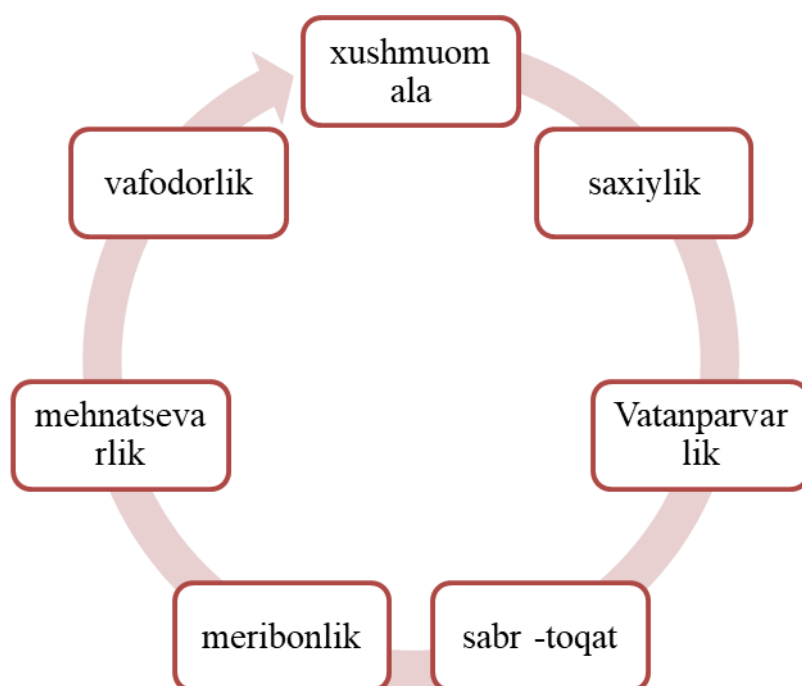 xushmuom
ala
saxiylik
Vatanparvar
lik
sabr -toqat
meribonlik
mehnatseva
rlik
vafodorlik